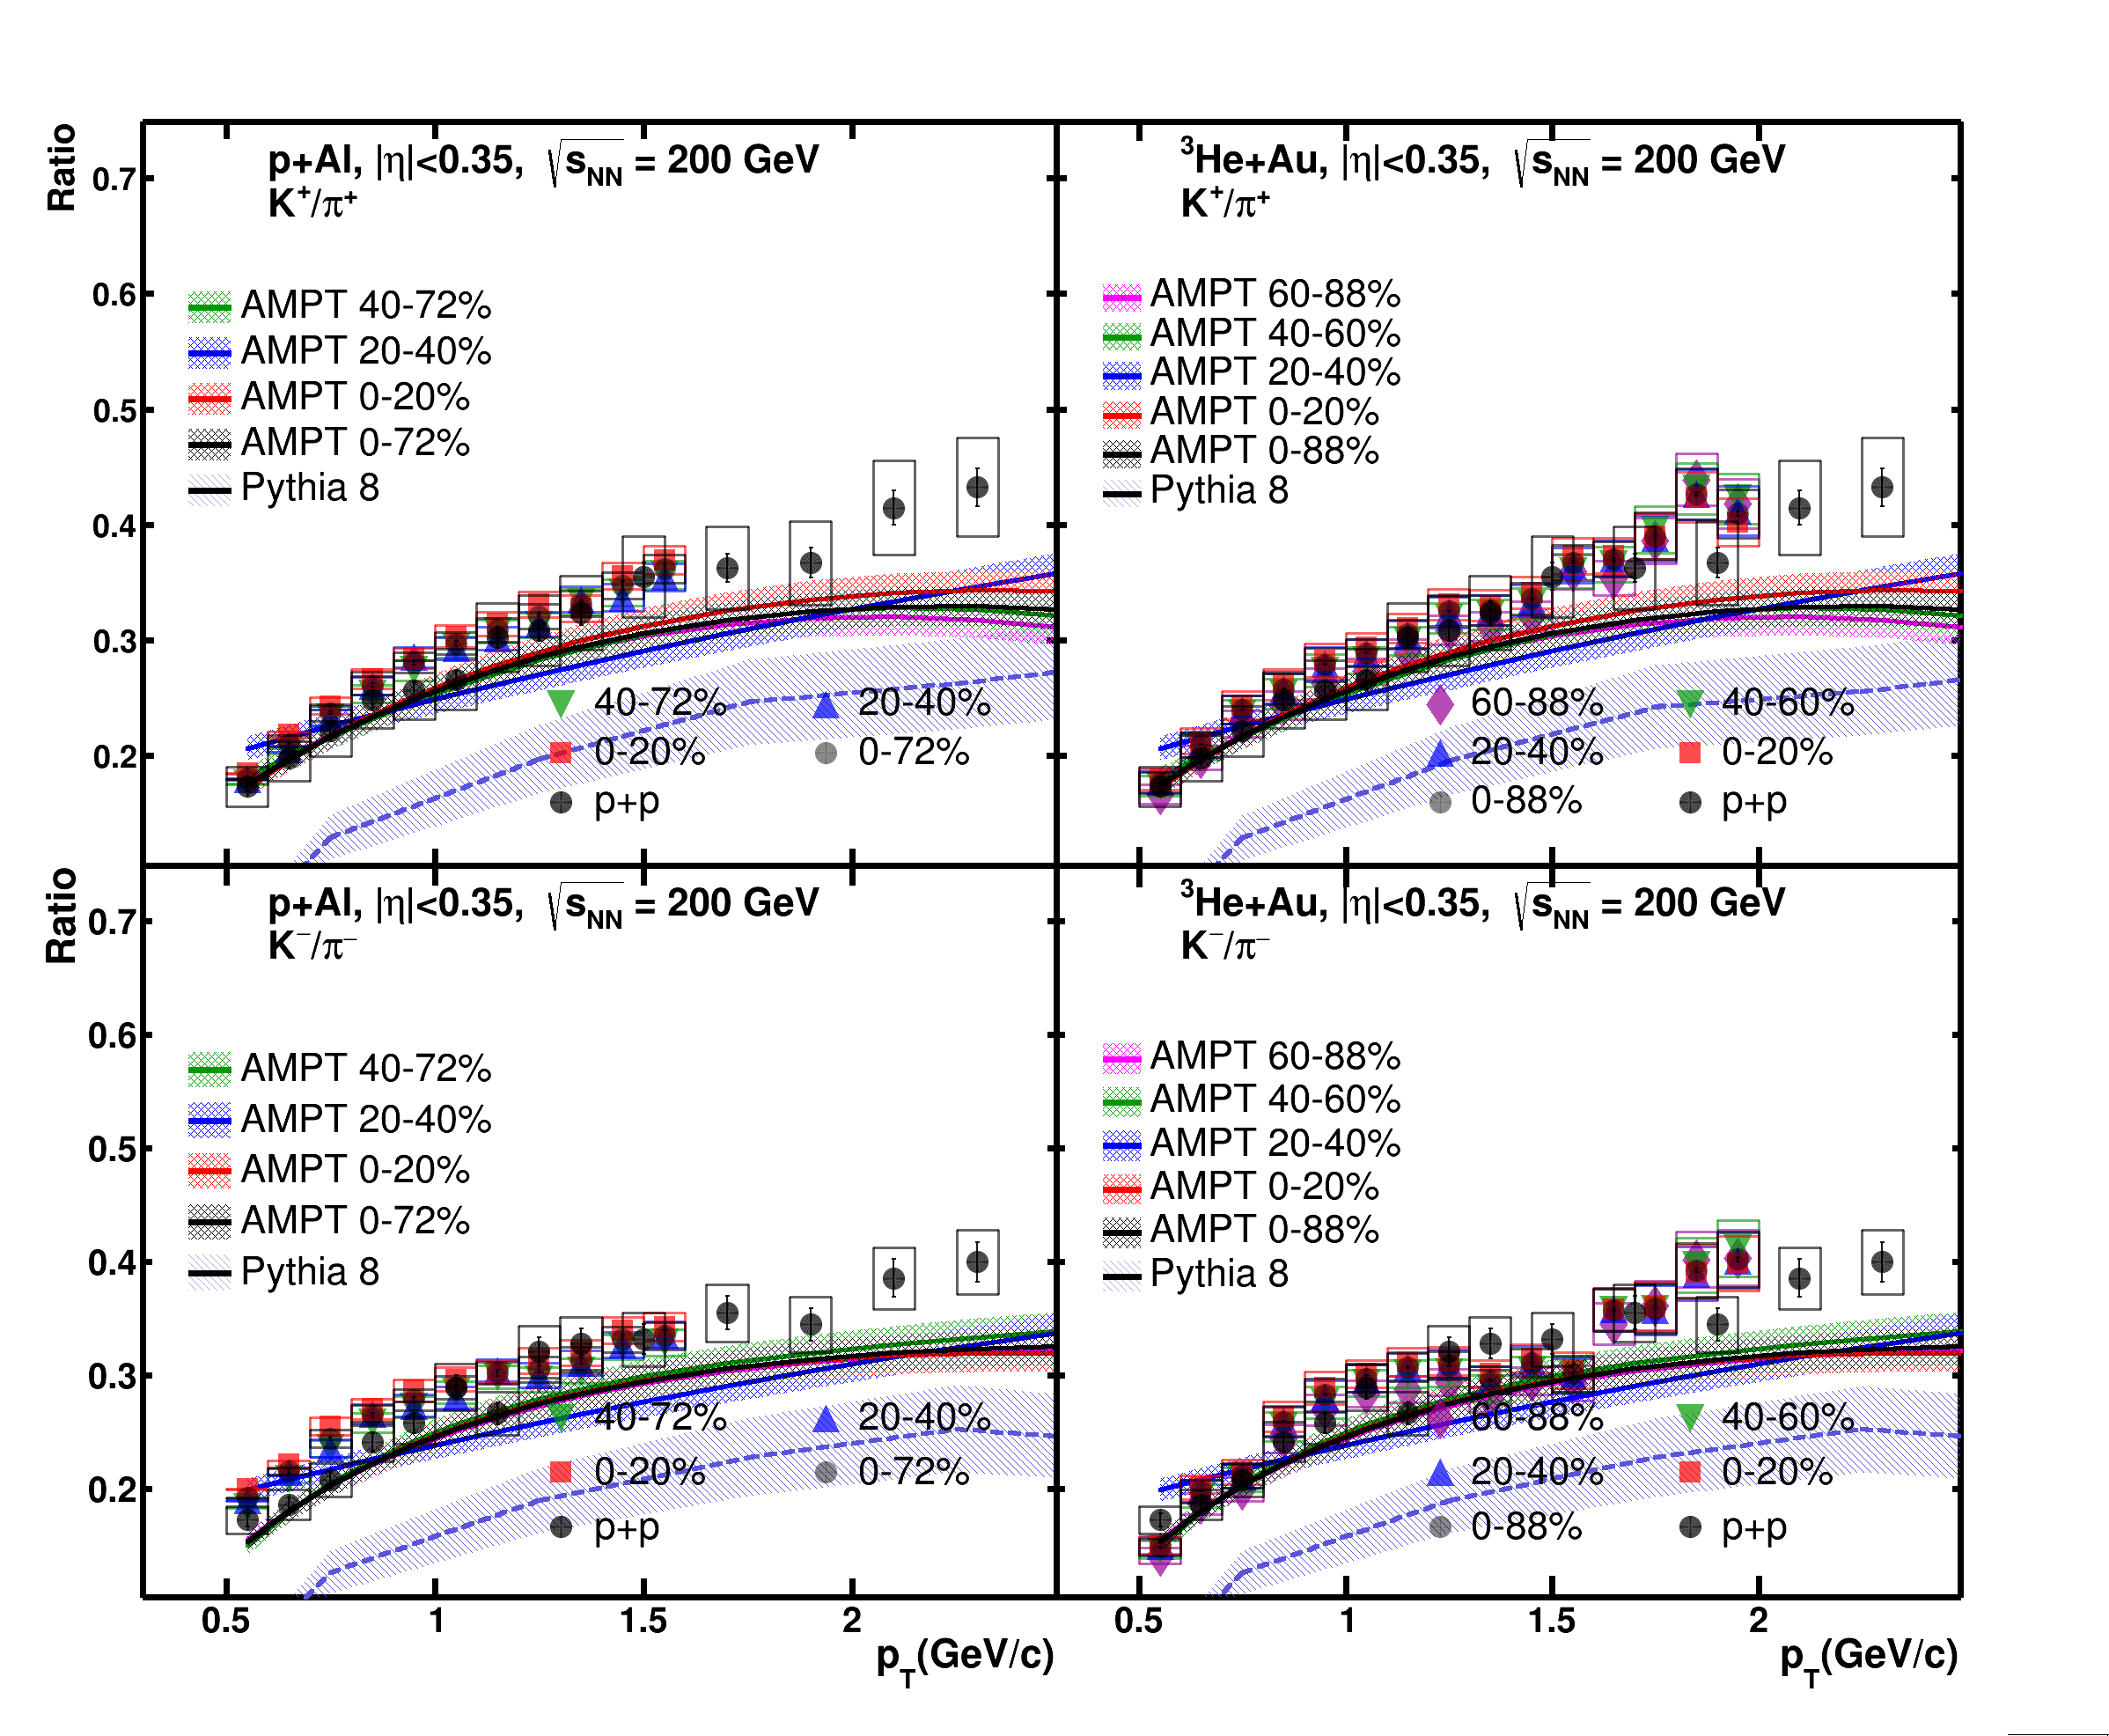 Ratio
0.7
0.6
0.5
0.4
0.3
0.2
p+Al, |η|<0.35, √sNN = 200 GeV
K⁺/π⁺
AMPT 40-72%
AMPT 20-40%
AMPT 0-20%
AMPT 0-72%
Pythia 8
40-72% 20-40%
0-20% 0-72%
p+p
³He+Au, |η|<0.35, √sNN = 200 GeV
K⁺/π⁺
AMPT 60-88%
AMPT 40-60%
AMPT 20-40%
AMPT 0-20%
AMPT 0-88%
Pythia 8
60-88% 40-60%
20-40% 0-20%
0-88% p+p
Ratio
0.7
0.6
0.5
0.4
0.3
0.2
p+Al, |η|<0.35, √sNN = 200 GeV
K⁻/π⁻
AMPT 40-72%
AMPT 20-40%
AMPT 0-20%
AMPT 0-72%
Pythia 8
40-72% 20-40%
0-20% 0-72%
p+p
0.5 1 1.5 2
pT(GeV/c)
³He+Au, |η|<0.35, √sNN = 200 GeV
K⁻/π⁻
AMPT 60-88%
AMPT 40-60%
AMPT 20-40%
AMPT 0-20%
AMPT 0-88%
Pythia 8
60-88% 40-60%
20-40% 0-20%
0-88% p+p
0.5 1 1.5 2
pT(GeV/c)